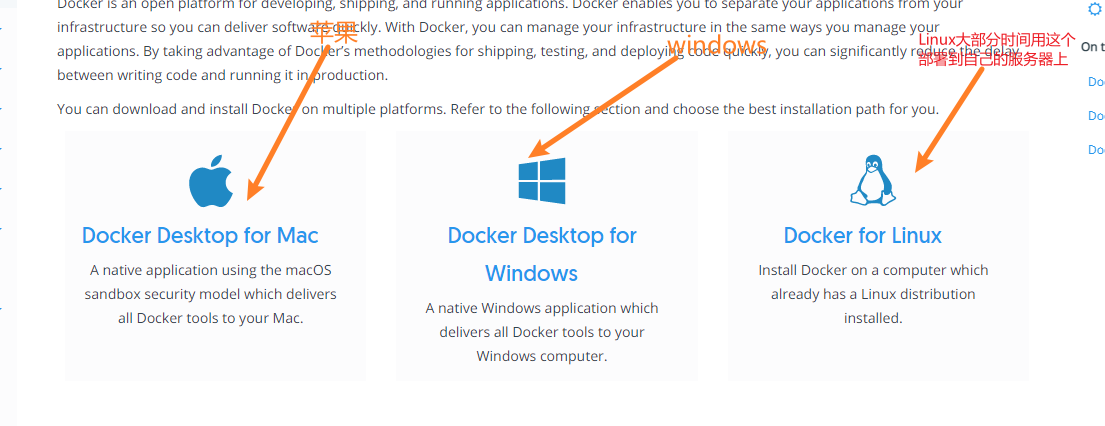 Docker is an open platform for developing, shipping, and running applications. Docker enables you to separate your applications from your
infrastructure so you can deliver software quickly. With Docker, you can manage your infrastructure in the same ways you manage your
applications. By taking advantage of Docker's methodologies for shipping, testing, and deploying code quickly, you can significantly reduce the delay
between writing code and running it in production.
苹果
windows
Linux大部分时间用这个
部署到自己的服务器上
On t
Do
Do
Do
You can download and install Docker on multiple platforms. Refer to the following section and choose the best installation path for you.
Docker Desktop for Mac
A native application using the macOS
sandbox security model which delivers
all Docker tools to your Mac.
Docker Desktop for
Windows
A native Windows application which
delivers all Docker tools to your
Windows computer.
Docker for Linux
Install Docker on a computer which
already has a Linux distribution
installed.